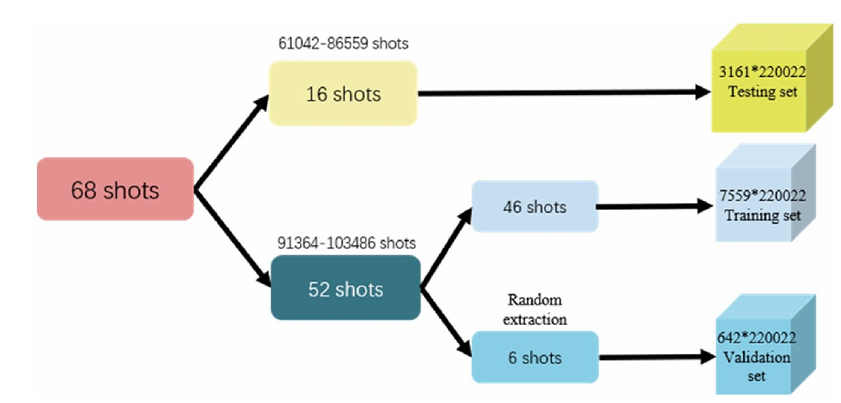 61042-86559 shots
16 shots
3161*220022
Testing set
68 shots
46 shots
7559*220022
Training set
91364-103486 shots
52 shots
Random
extraction
6 shots
642*220022
Validation
set